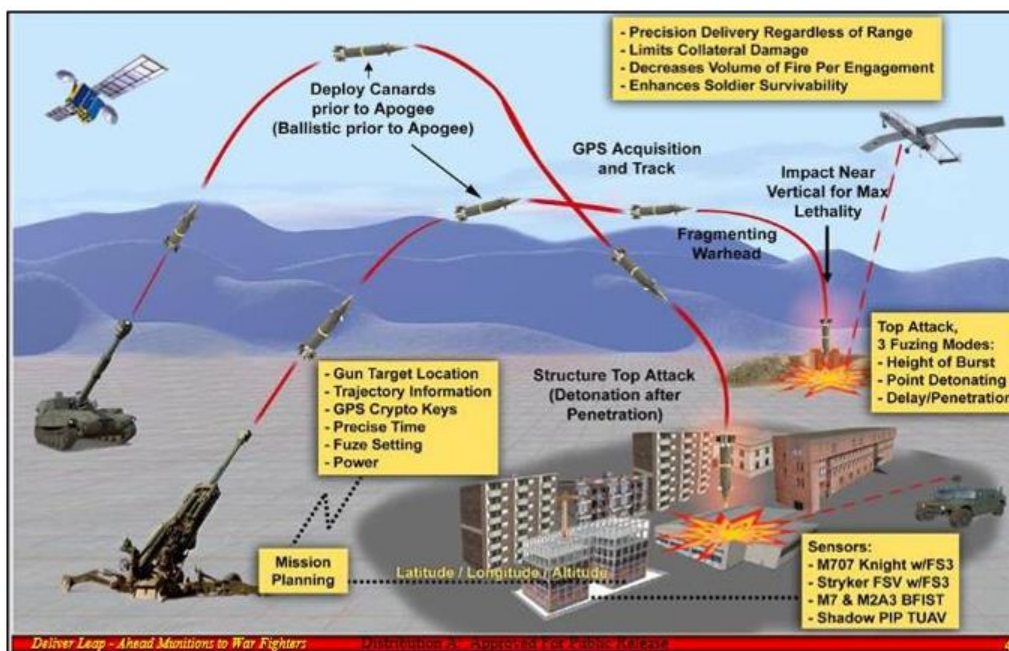 - Precision Delivery Regardless of Range
- Limits Collateral Damage
- Decreases Volume of Fire Per Engagement
- Enhances Soldier Survivability
Deploy Canards
prior to Apogee
(Ballistic prior to Apogee)
GPS Acquisition
and Track
Impact Near
Vertical for Max
Lethality
Fragmenting
Warhead
Top Attack,
3 Fuzing Modes:
- Height of Burst
- Point Detonating
- Delay/Penetration
- Gun Target Location
- Trajectory Information
- GPS Crypto Keys
- Precise Time
- Fuze Setting
- Power
Structure Top Attack
(Detonation after
Penetration)
Mission
Planning
Latitude / Longitude / Altitude
Sensors:
- M707 Knight w/FS3
- Stryker FSV w/FS3
- M7 & M2A3 BFIST
- Shadow PIP TUAV
Deliver Leap - Ahead Munitions to War Fighters
Distribution A: Approved For Public Release